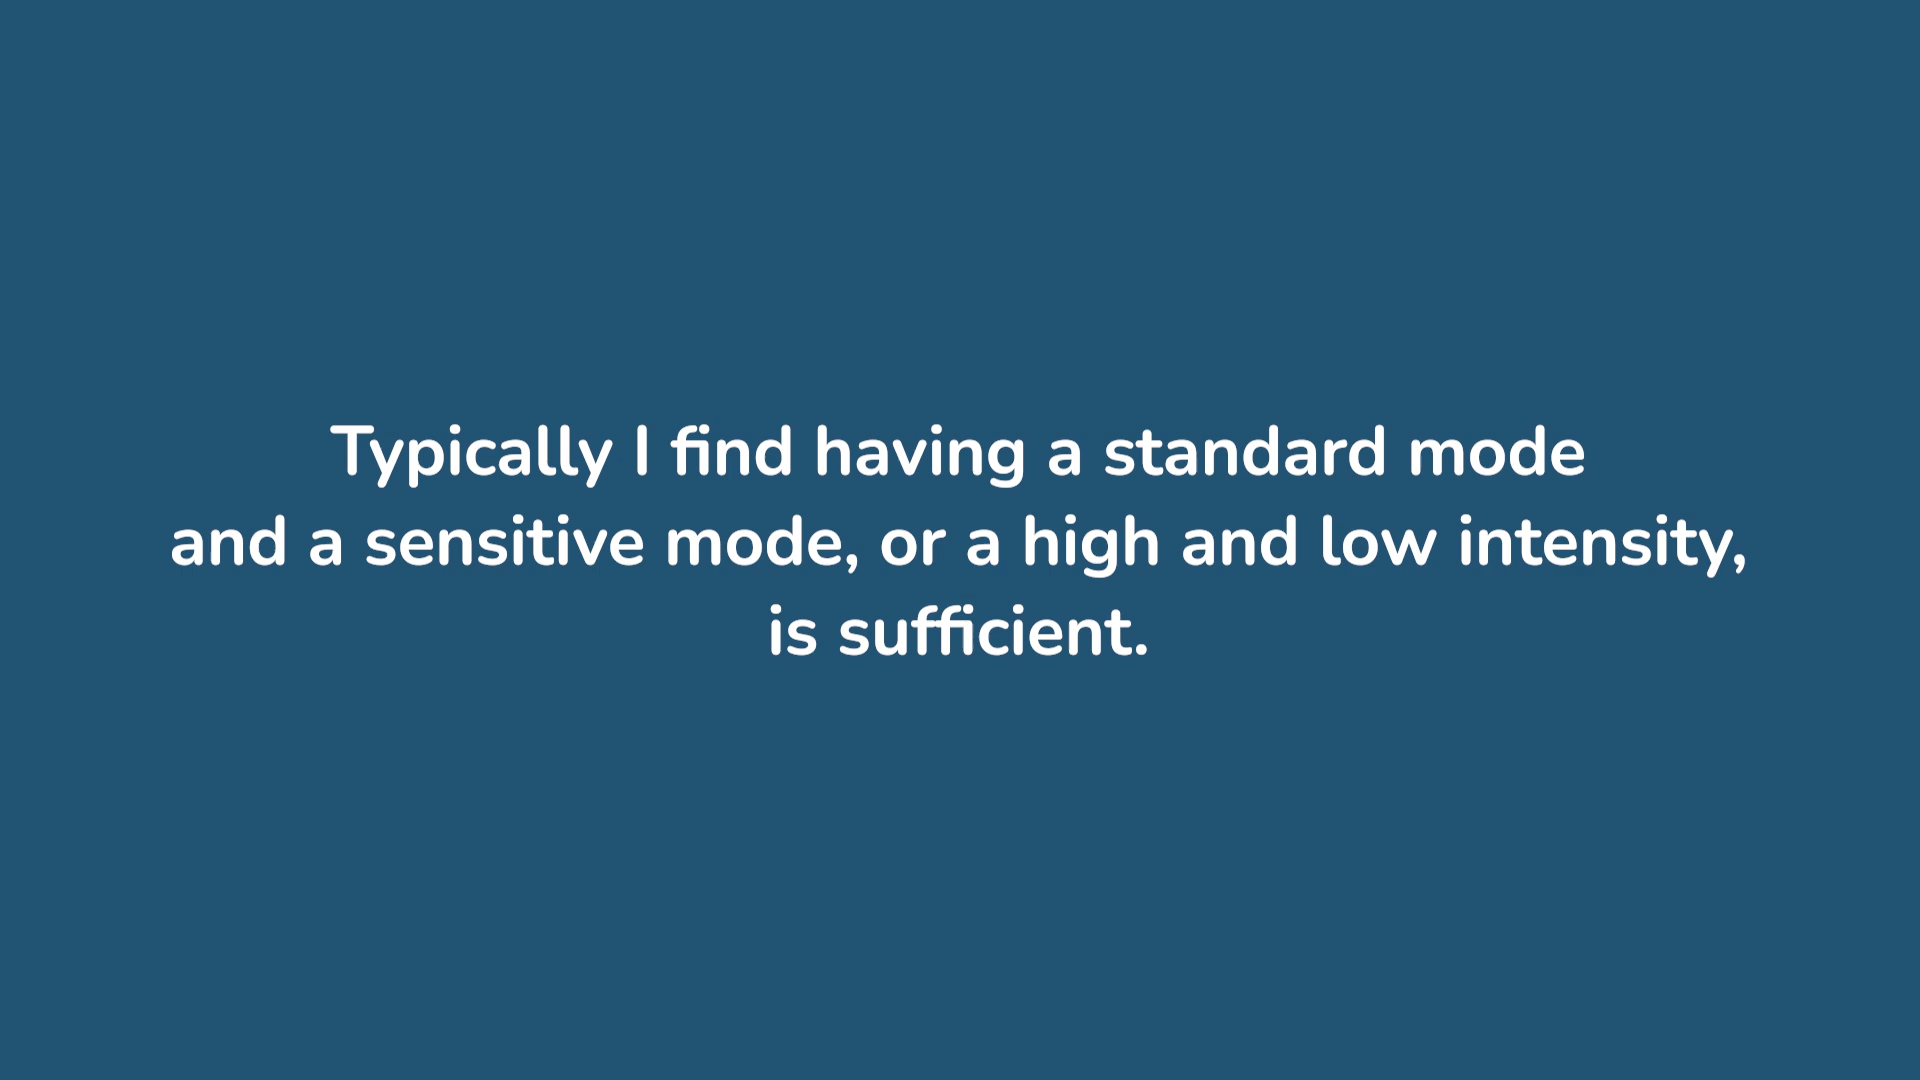 Typically I find having a standard mode
and a sensitive mode, or a high and low intensity,
is sufficient.